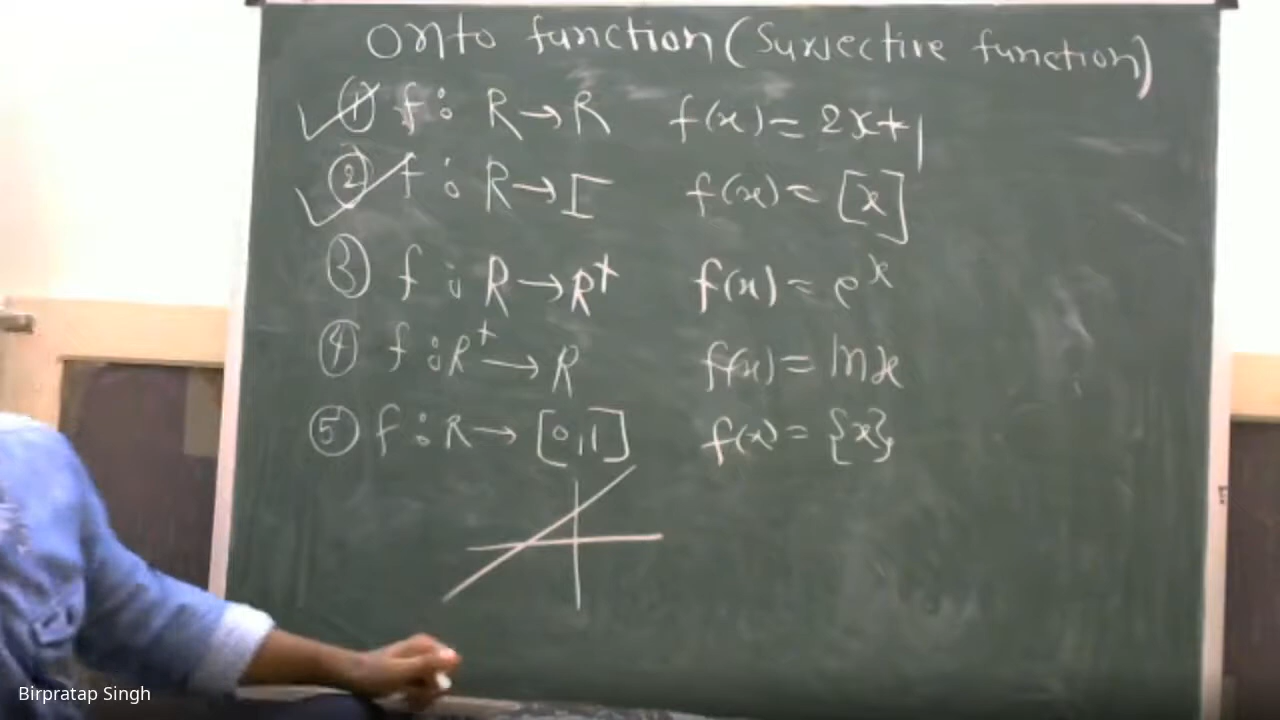 Onto function (Surjective function)
① f : R → R f(x) = 2x+1
② f : R → I f(x) = [x]
③ f : R → R⁺ f(x) = eˣ
④ f : R⁺ → R f(x) = ln x
⑤ f : R → [0,1] f(x) = {x}
Birpratap Singh